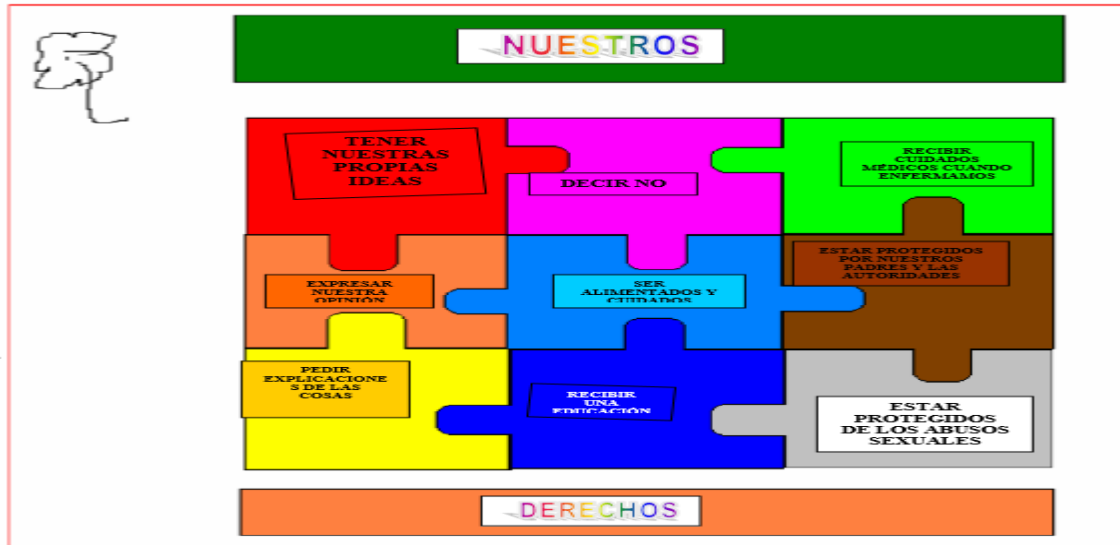 NUESTROS
TENER
NUESTRAS
PROPIAS
IDEAS
DECIR NO
RECIBIR
CUIDADOS
MÉDICOS CUANDO
ENFERMAMOS
EXPRESAR
NUESTRA
OPINIÓN
SER
ALIMENTADOS Y
CUIDADOS
ESTAR PROTEGIDOS
POR NUESTROS
PADRES Y LAS
AUTORIDADES
PEDIR
EXPLICACIONE
S DE LAS
COSAS
RECIBIR
UNA
EDUCACIÓN
ESTAR
PROTEGIDOS
DE LOS ABUSOS
SEXUALES
DERECHOS